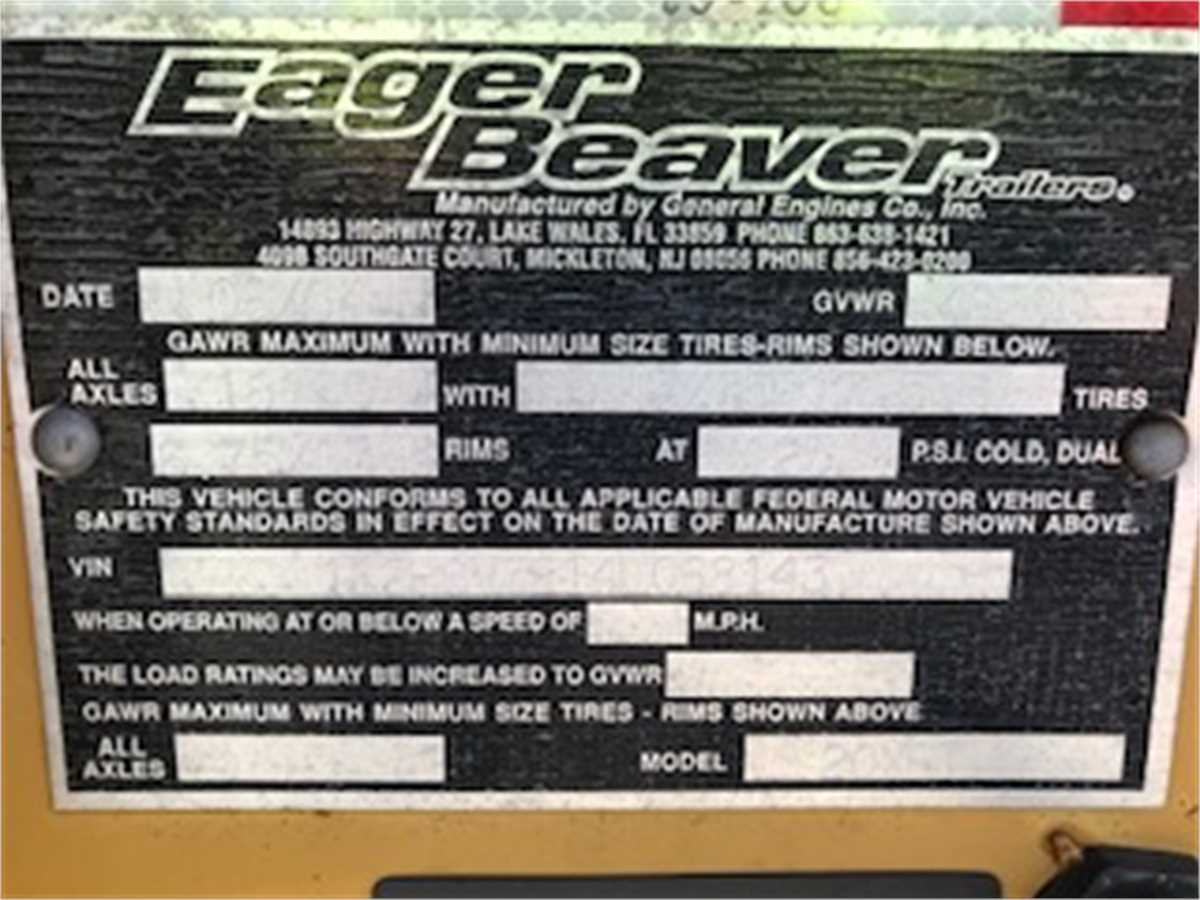 Eager
Beaver Trailers®
Manufactured by General Engines Co., Inc.
14893 HIGHWAY 27, LAKE WALES, FL 33859 PHONE 863-638-1421
409B SOUTHGATE COURT, MICKLETON, NJ 08056 PHONE 856-423-0200
DATE GVWR
GAWR MAXIMUM WITH MINIMUM SIZE TIRES-RIMS SHOWN BELOW.
ALL AXLES WITH TIRES
RIMS AT P.S.I. COLD, DUAL
THIS VEHICLE CONFORMS TO ALL APPLICABLE FEDERAL MOTOR VEHICLE
SAFETY STANDARDS IN EFFECT ON THE DATE OF MANUFACTURE SHOWN ABOVE.
VIN
WHEN OPERATING AT OR BELOW A SPEED OF M.P.H.
THE LOAD RATINGS MAY BE INCREASED TO GVWR
GAWR MAXIMUM WITH MINIMUM SIZE TIRES - RIMS SHOWN ABOVE
ALL AXLES MODEL